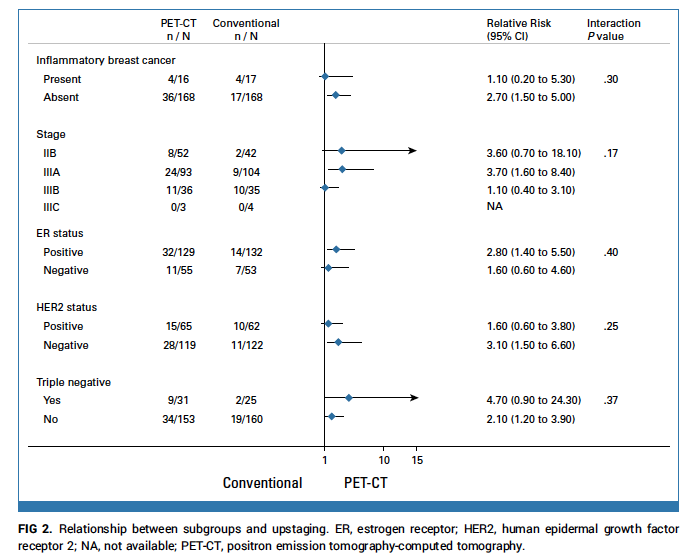 PET-CT Conventional Relative Risk Interaction
n / N n / N (95% CI) P value
Inflammatory breast cancer
Present 4/16 4/17 1.10 (0.20 to 5.30) .30
Absent 36/168 17/168 2.70 (1.50 to 5.00)
Stage
IIB 8/52 2/42 3.60 (0.70 to 18.10) .17
IIIA 24/93 9/104 3.70 (1.60 to 8.40)
IIIB 11/36 10/35 1.10 (0.40 to 3.10)
IIIC 0/3 0/4 NA
ER status
Positive 32/129 14/132 2.80 (1.40 to 5.50) .40
Negative 11/55 7/53 1.60 (0.60 to 4.60)
HER2 status
Positive 15/65 10/62 1.60 (0.60 to 3.80) .25
Negative 28/119 11/122 3.10 (1.50 to 6.60)
Triple negative
Yes 9/31 2/25 4.70 (0.90 to 24.30) .37
No 34/153 19/160 2.10 (1.20 to 3.90)
1 10 15
Conventional PET-CT
FIG 2. Relationship between subgroups and upstaging. ER, estrogen receptor; HER2, human epidermal growth factor
receptor 2; NA, not available; PET-CT, positron emission tomography-computed tomography.